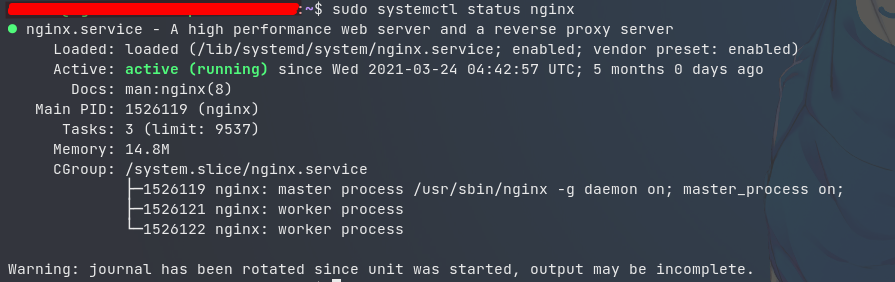 :~$ sudo systemctl status nginx
● nginx.service - A high performance web server and a reverse proxy server
Loaded: loaded (/lib/systemd/system/nginx.service; enabled; vendor preset: enabled)
Active: active (running) since Wed 2021-03-24 04:42:57 UTC; 5 months 0 days ago
Docs: man:nginx(8)
Main PID: 1526119 (nginx)
Tasks: 3 (limit: 9537)
Memory: 14.8M
CGroup: /system.slice/nginx.service
├─1526119 nginx: master process /usr/sbin/nginx -g daemon on; master_process on;
├─1526121 nginx: worker process
└─1526122 nginx: worker process
Warning: journal has been rotated since unit was started, output may be incomplete.